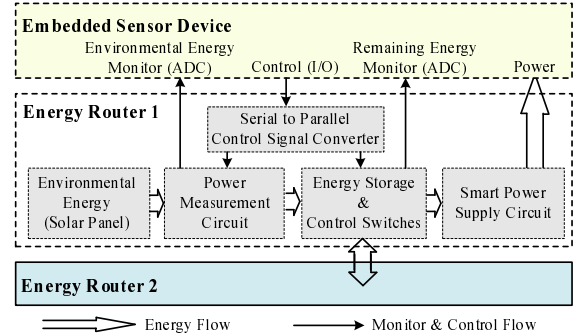 Embedded Sensor Device
Environmental Energy
Monitor (ADC)
Control (I/O)
Remaining Energy
Monitor (ADC)
Power
Energy Router 1
Serial to Parallel
Control Signal Converter
Environmental
Energy
(Solar Panel)
Power
Measurement
Circuit
Energy Storage
&
Control Switches
Smart Power
Supply Circuit
Energy Router 2
Energy Flow
Monitor & Control Flow